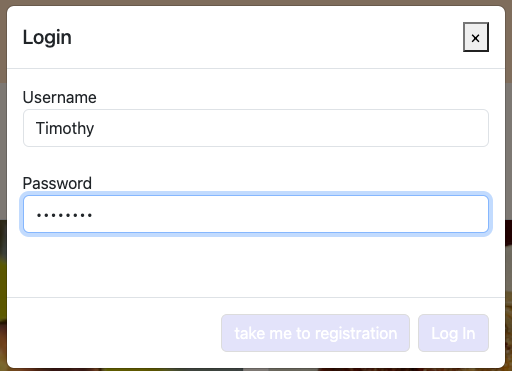 Login
×
Username
Timothy
Password
••••••••
take me to registration
Log In